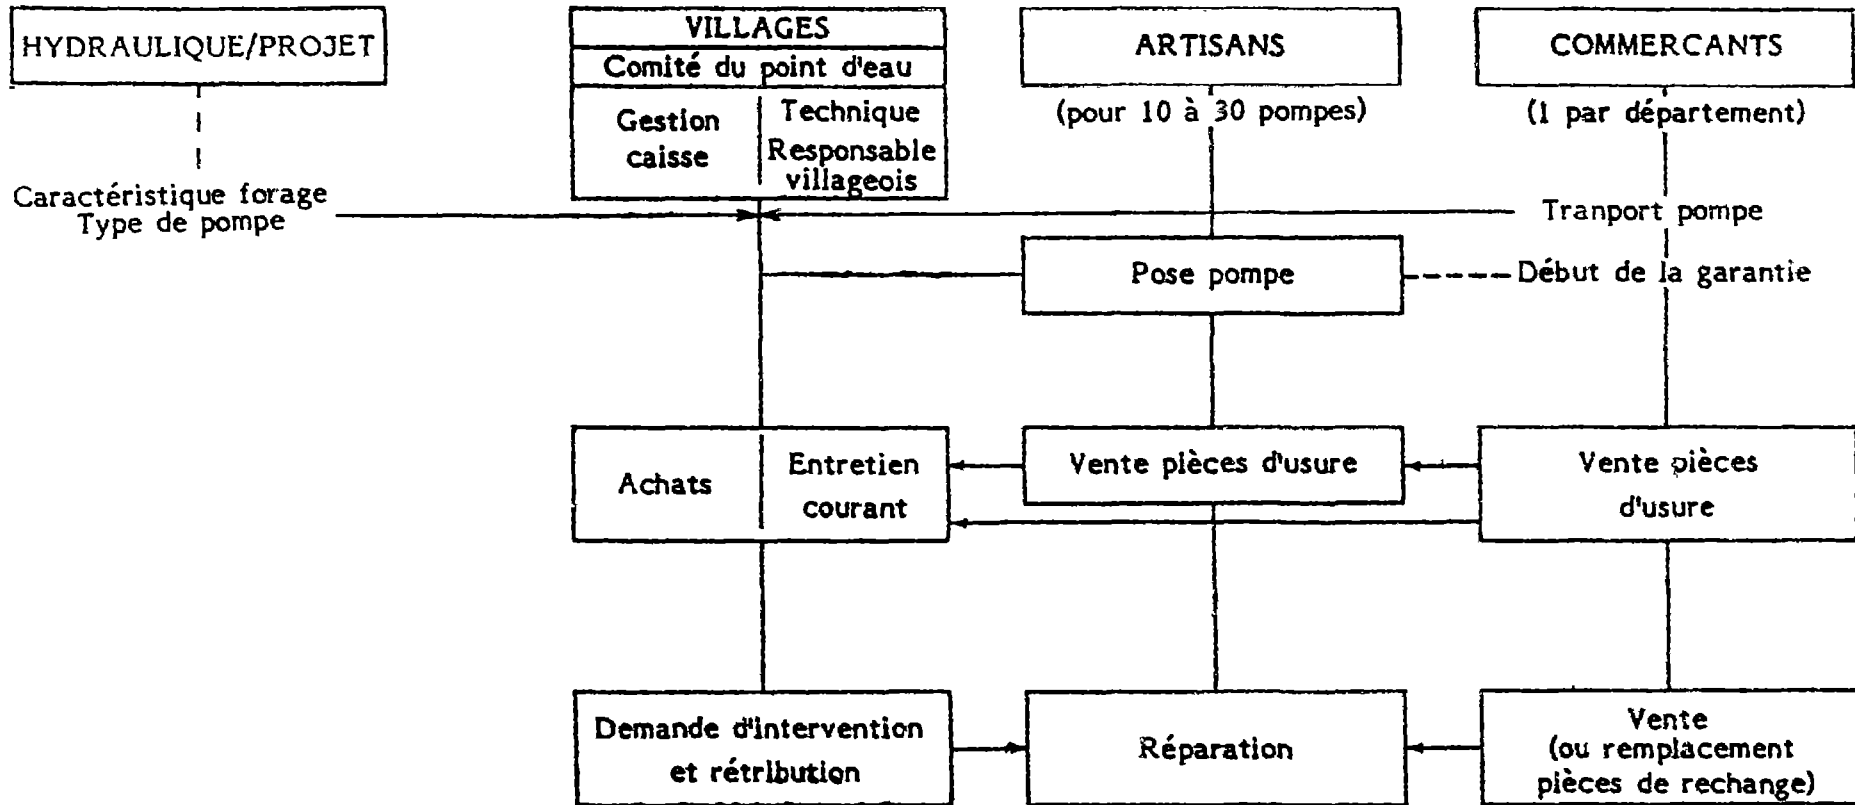 HYDRAULIQUE/PROJET
VILLAGES
Comité du point d'eau
Gestion
caisse
Technique
Responsable
villageois
ARTISANS
(pour 10 à 30 pompes)
COMMERCANTS
(1 par département)
Caractéristique forage
Type de pompe
Tranport pompe
Pose pompe
Début de la garantie
Achats
Entretien
courant
Vente pièces d'usure
Vente pièces
d'usure
Demande d'intervention
et rétribution
Réparation
Vente
(ou remplacement
pièces de rechange)